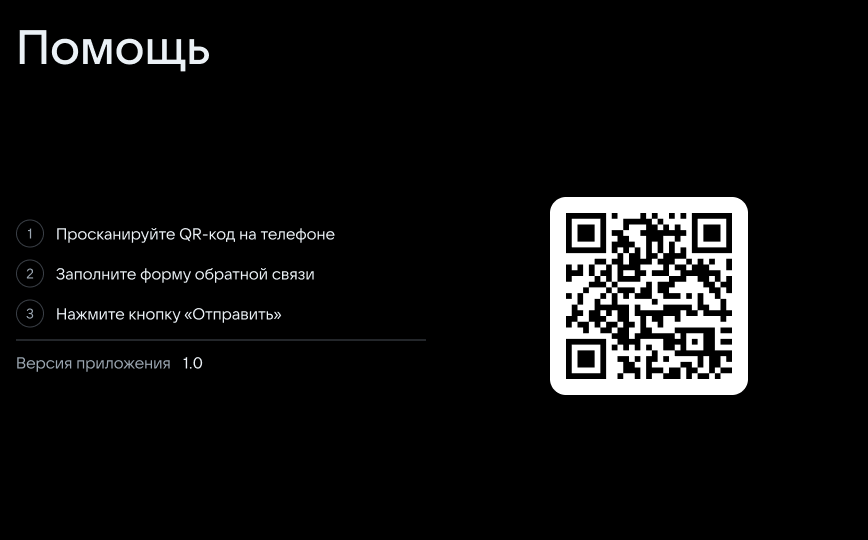 Помощь
1 Просканируйте QR-код на телефоне
2 Заполните форму обратной связи
3 Нажмите кнопку «Отправить»
Версия приложения 1.0